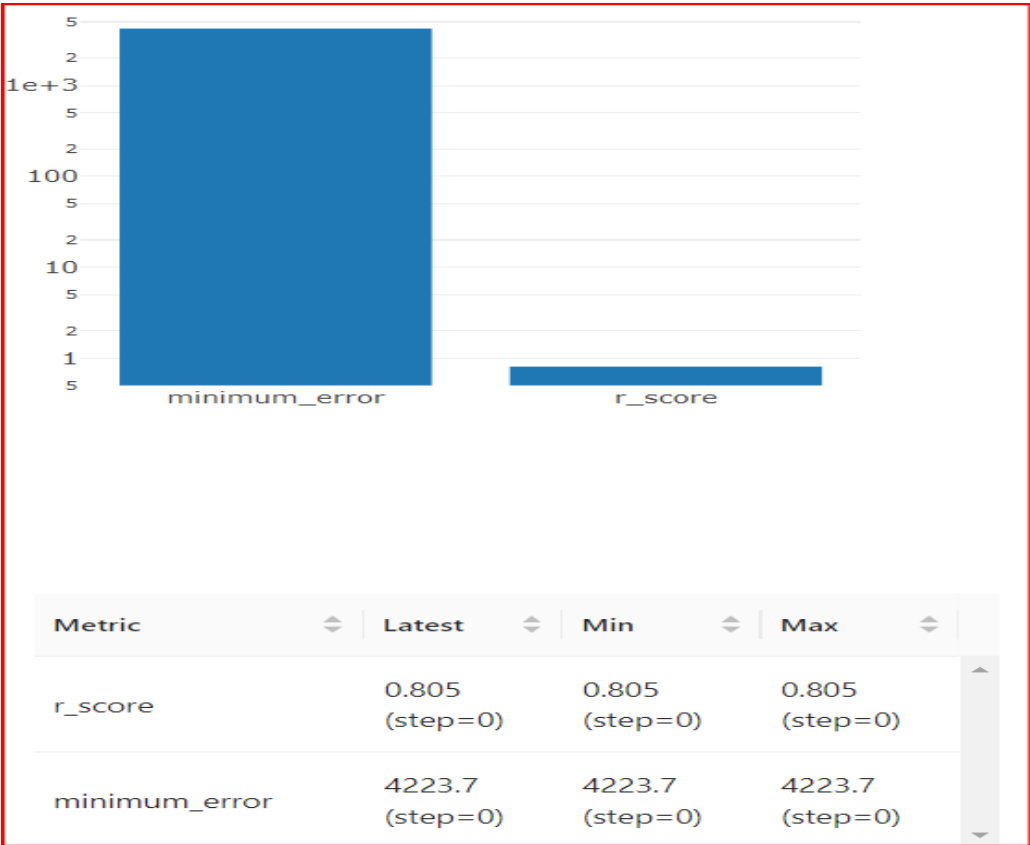 5
2
1e+3
5
2
100
5
2
10
5
2
1
5
minimum_error r_score
Metric Latest Min Max
r_score 0.805 (step=0) 0.805 (step=0) 0.805 (step=0)
minimum_error 4223.7 (step=0) 4223.7 (step=0) 4223.7 (step=0)